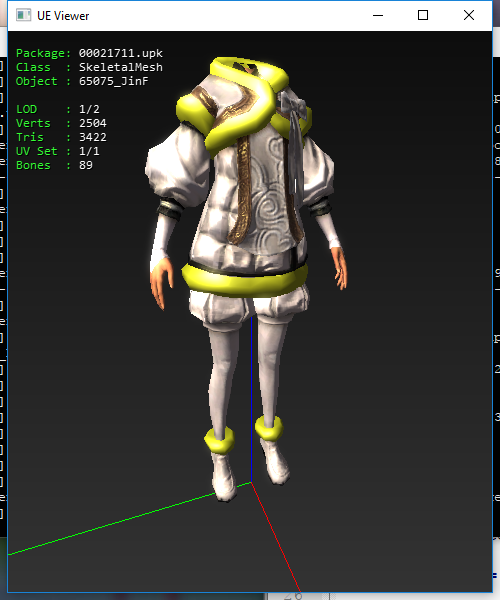 UE Viewer
Package: 00021711.upk
Class  : SkeletalMesh
Object : 65075_JinF
LOD    : 1/2
Verts  : 2504
Tris   : 3422
UV Set : 1/1
Bones  : 89